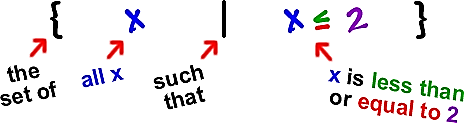 { x | x ≤ 2 }
the
set of
all x
such
that
x is less than
or equal to 2